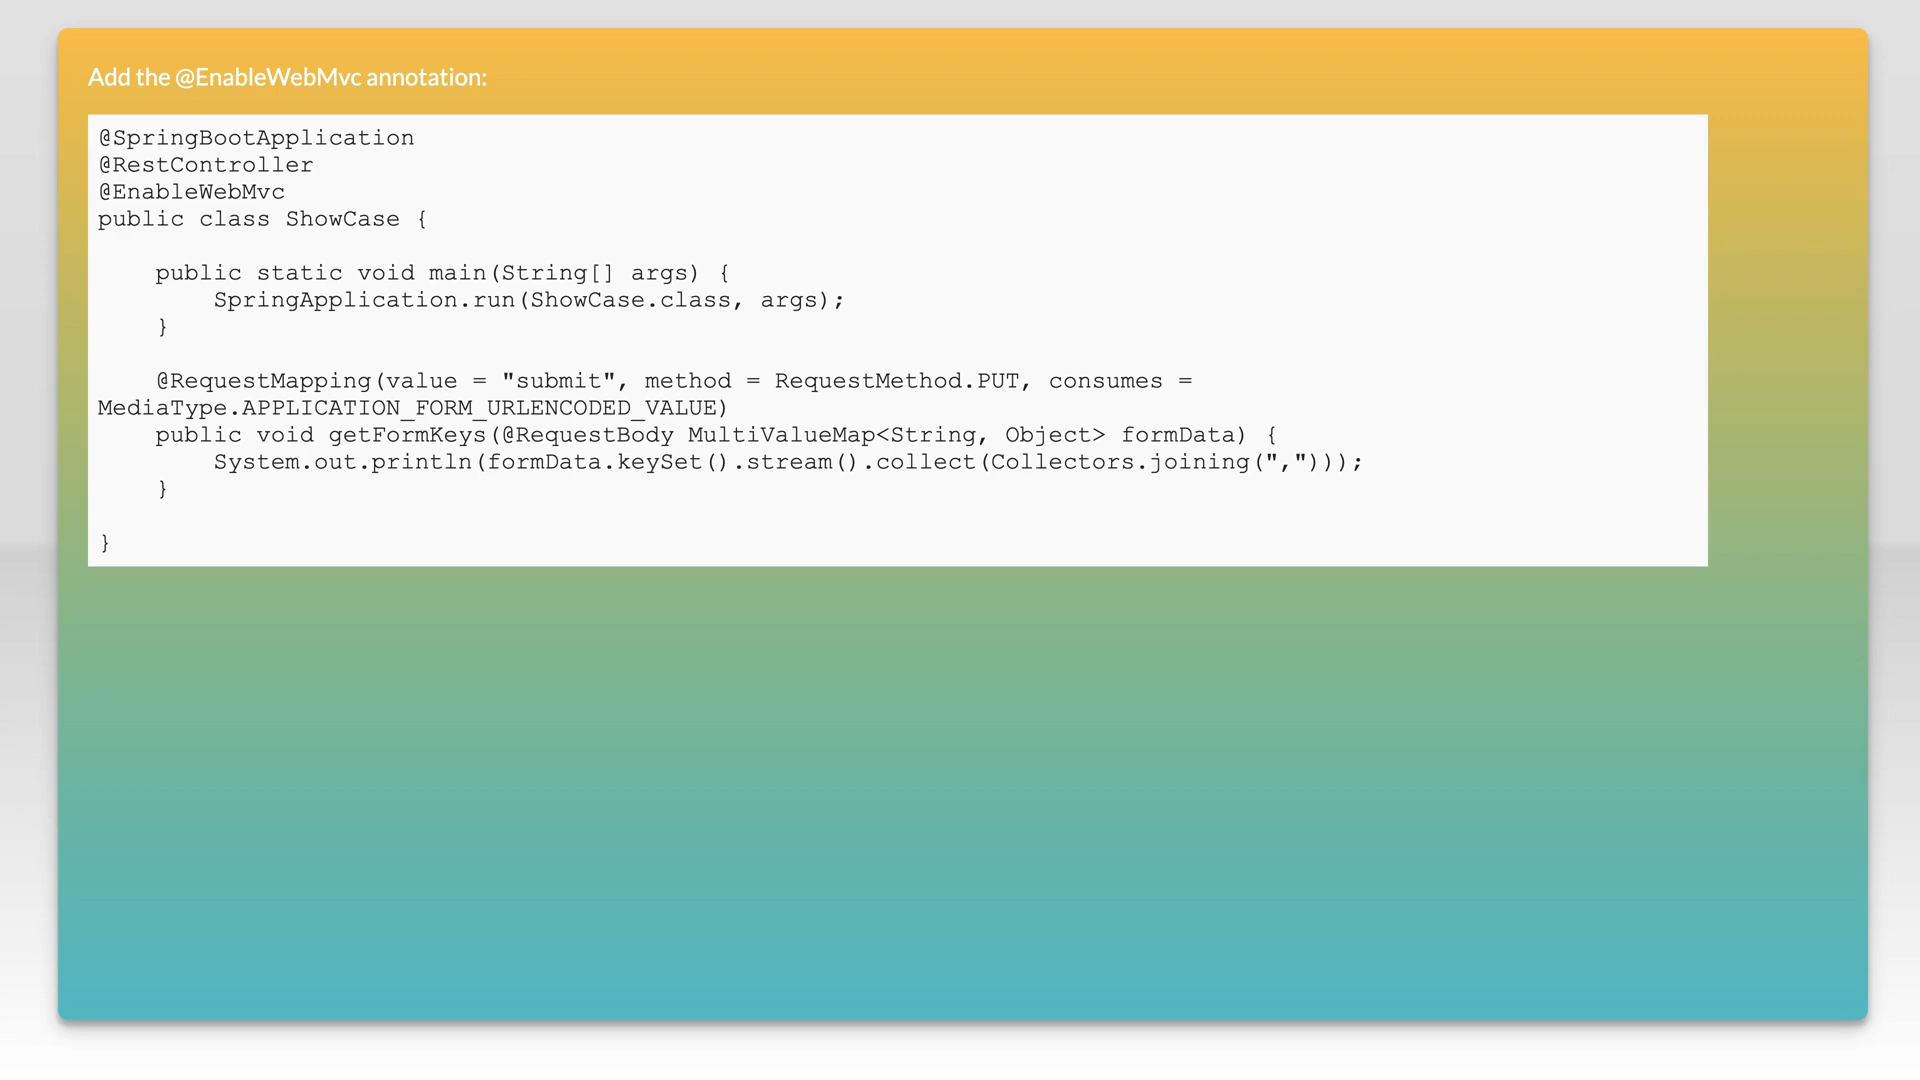 Add the @EnableWebMvc annotation:
@SpringBootApplication
@RestController
@EnableWebMvc
public class ShowCase {
    public static void main(String[] args) {
        SpringApplication.run(ShowCase.class, args);
    }
    @RequestMapping(value = "submit", method = RequestMethod.PUT, consumes =
MediaType.APPLICATION_FORM_URLENCODED_VALUE)
    public void getFormKeys(@RequestBody MultiValueMap<String, Object> formData) {
        System.out.println(formData.keySet().stream().collect(Collectors.joining(",")));
    }
}